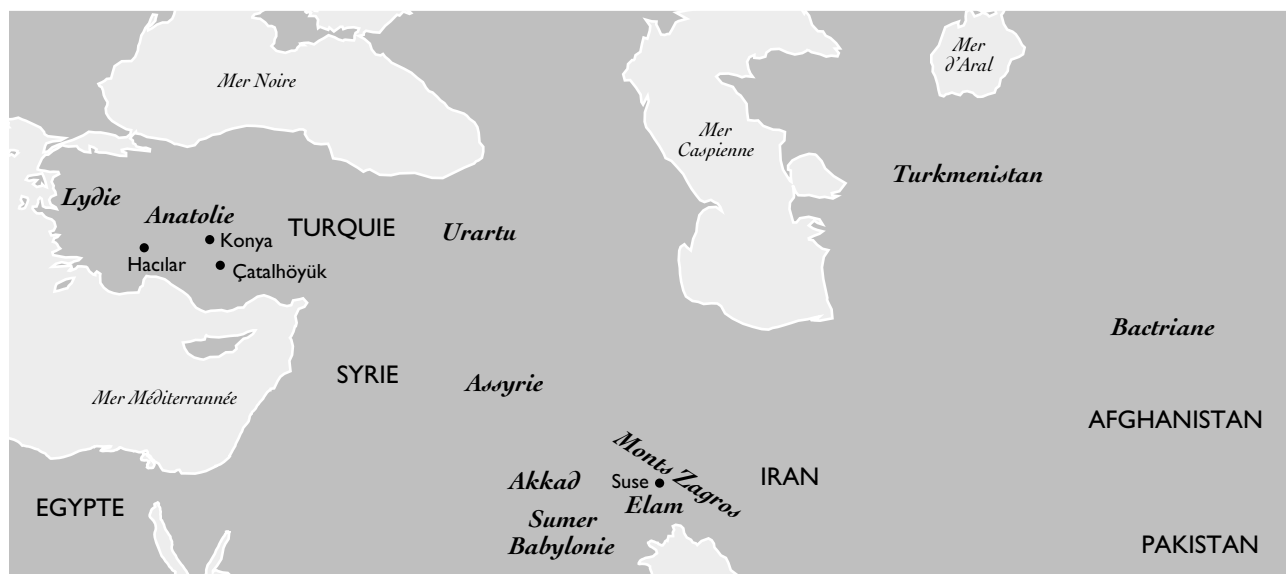 Mer
d'Aral
Mer Noire
Mer
Caspienne
Turkmenistan
Lydie
Anatolie
TURQUIE
Urartu
Konya
Hacılar
Çatalhöyük
Bactriane
SYRIE
Assyrie
Mer Méditerrannée
AFGHANISTAN
Monts Zagros
IRAN
Akkad
Suse
Elam
EGYPTE
Sumer
Babylonie
PAKISTAN